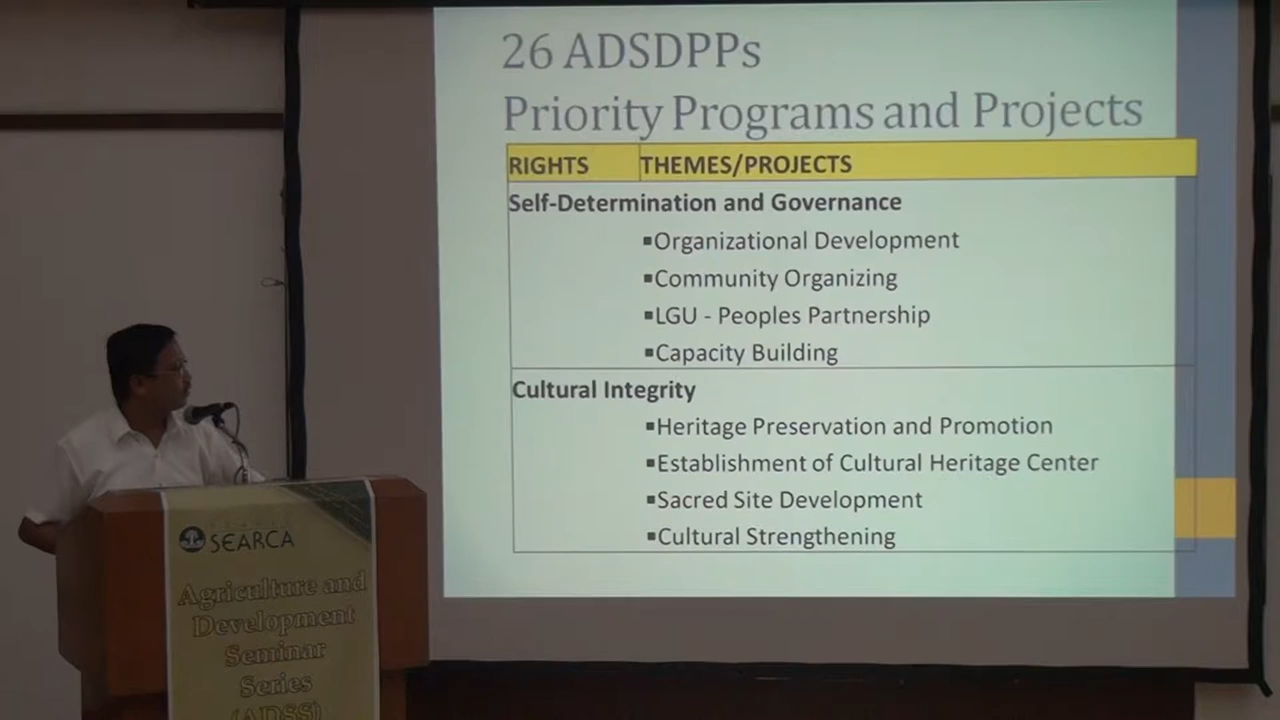 26 ADSDPPs
Priority Programs and Projects
RIGHTS THEMES/PROJECTS
Self-Determination and Governance
▪Organizational Development
▪Community Organizing
▪LGU - Peoples Partnership
▪Capacity Building
Cultural Integrity
▪Heritage Preservation and Promotion
▪Establishment of Cultural Heritage Center
▪Sacred Site Development
▪Cultural Strengthening
SEARCA
Agriculture and
Development
Seminar
Series
(ADSS)